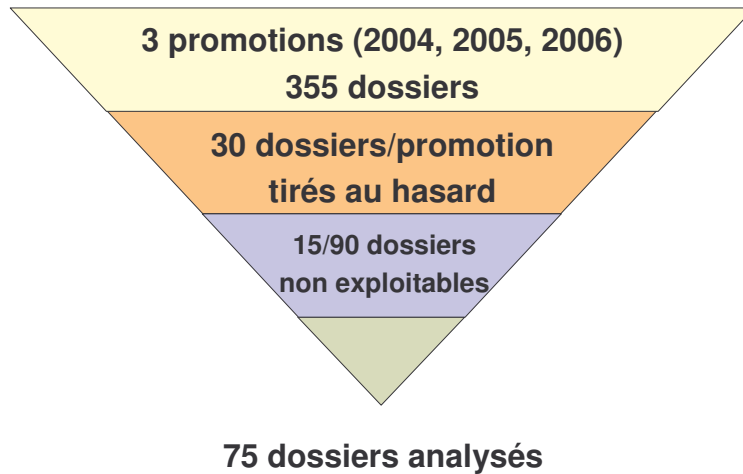 3 promotions (2004, 2005, 2006)
355 dossiers
30 dossiers/promotion
tirés au hasard
15/90 dossiers
non exploitables
75 dossiers analysés